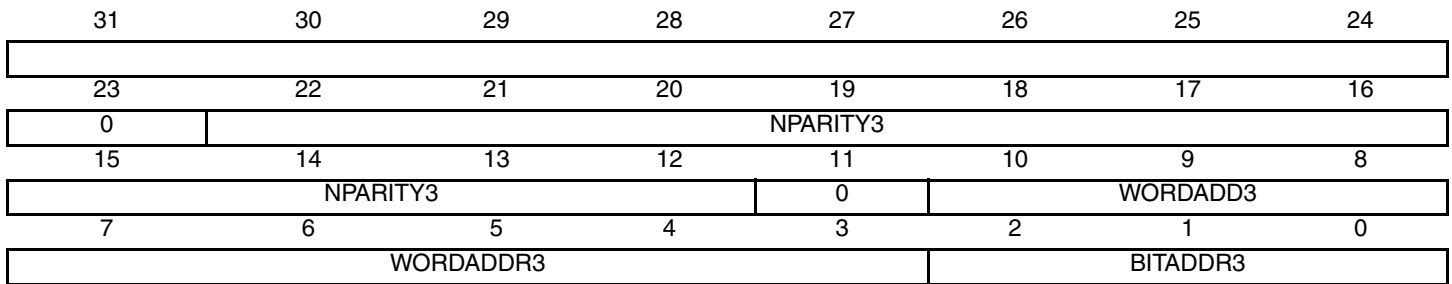 31 30 29 28 27 26 25 24
23 22 21 20 19 18 17 16
0 NPARITY3
15 14 13 12 11 10 9 8
NPARITY3 0 WORDADD3
7 6 5 4 3 2 1 0
WORDADDR3 BITADDR3